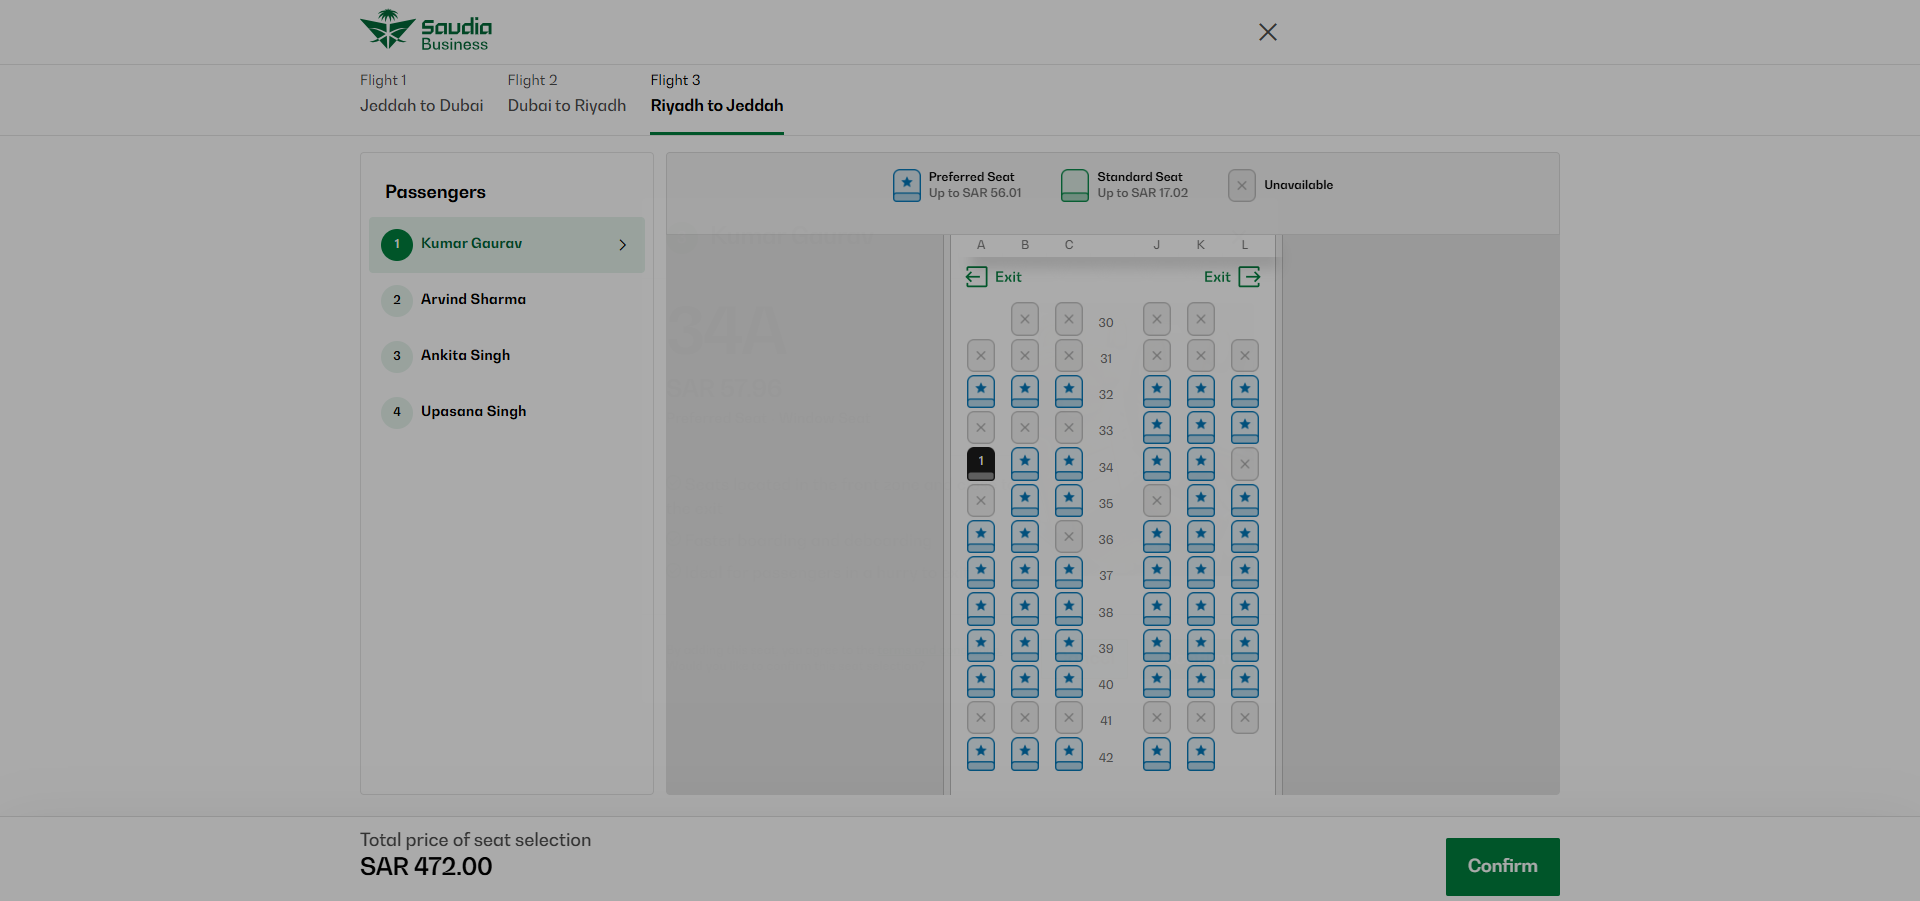 Saudia
Business
Flight 1
Jeddah to Dubai
Flight 2
Dubai to Riyadh
Flight 3
Riyadh to Jeddah
Passengers
1 Kumar Gaurav
2 Arvind Sharma
3 Ankita Singh
4 Upasana Singh
Preferred Seat
Up to SAR 56.01
Standard Seat
Up to SAR 17.02
Unavailable
34A
A B C J K L
Exit Exit
30
31
32
33
1 34
35
36
37
38
39
40
41
42
Total price of seat selection
SAR 472.00
Confirm